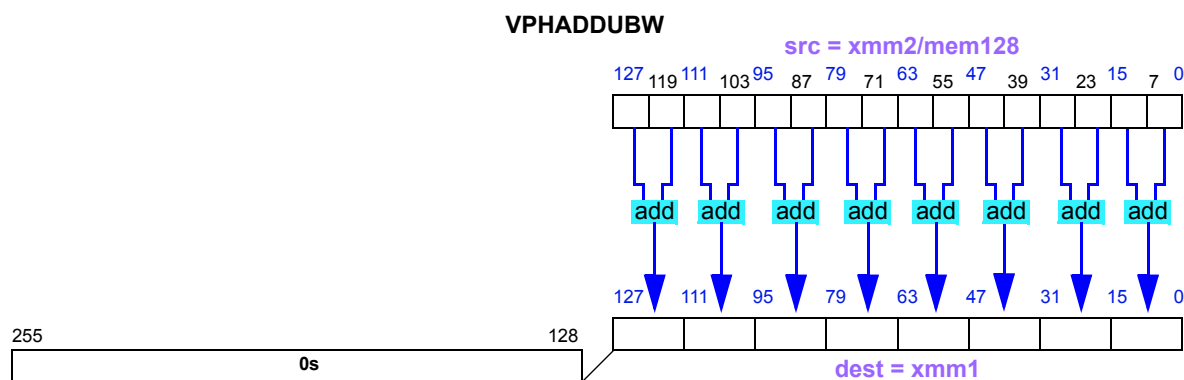 VPHADDUBW
src = xmm2/mem128
127 119 111 103 95 87 79 71 63 55 47 39 31 23 15 7 0
add add add add add add add add
127 111 95 79 63 47 31 15 0
255 128
0s
dest = xmm1